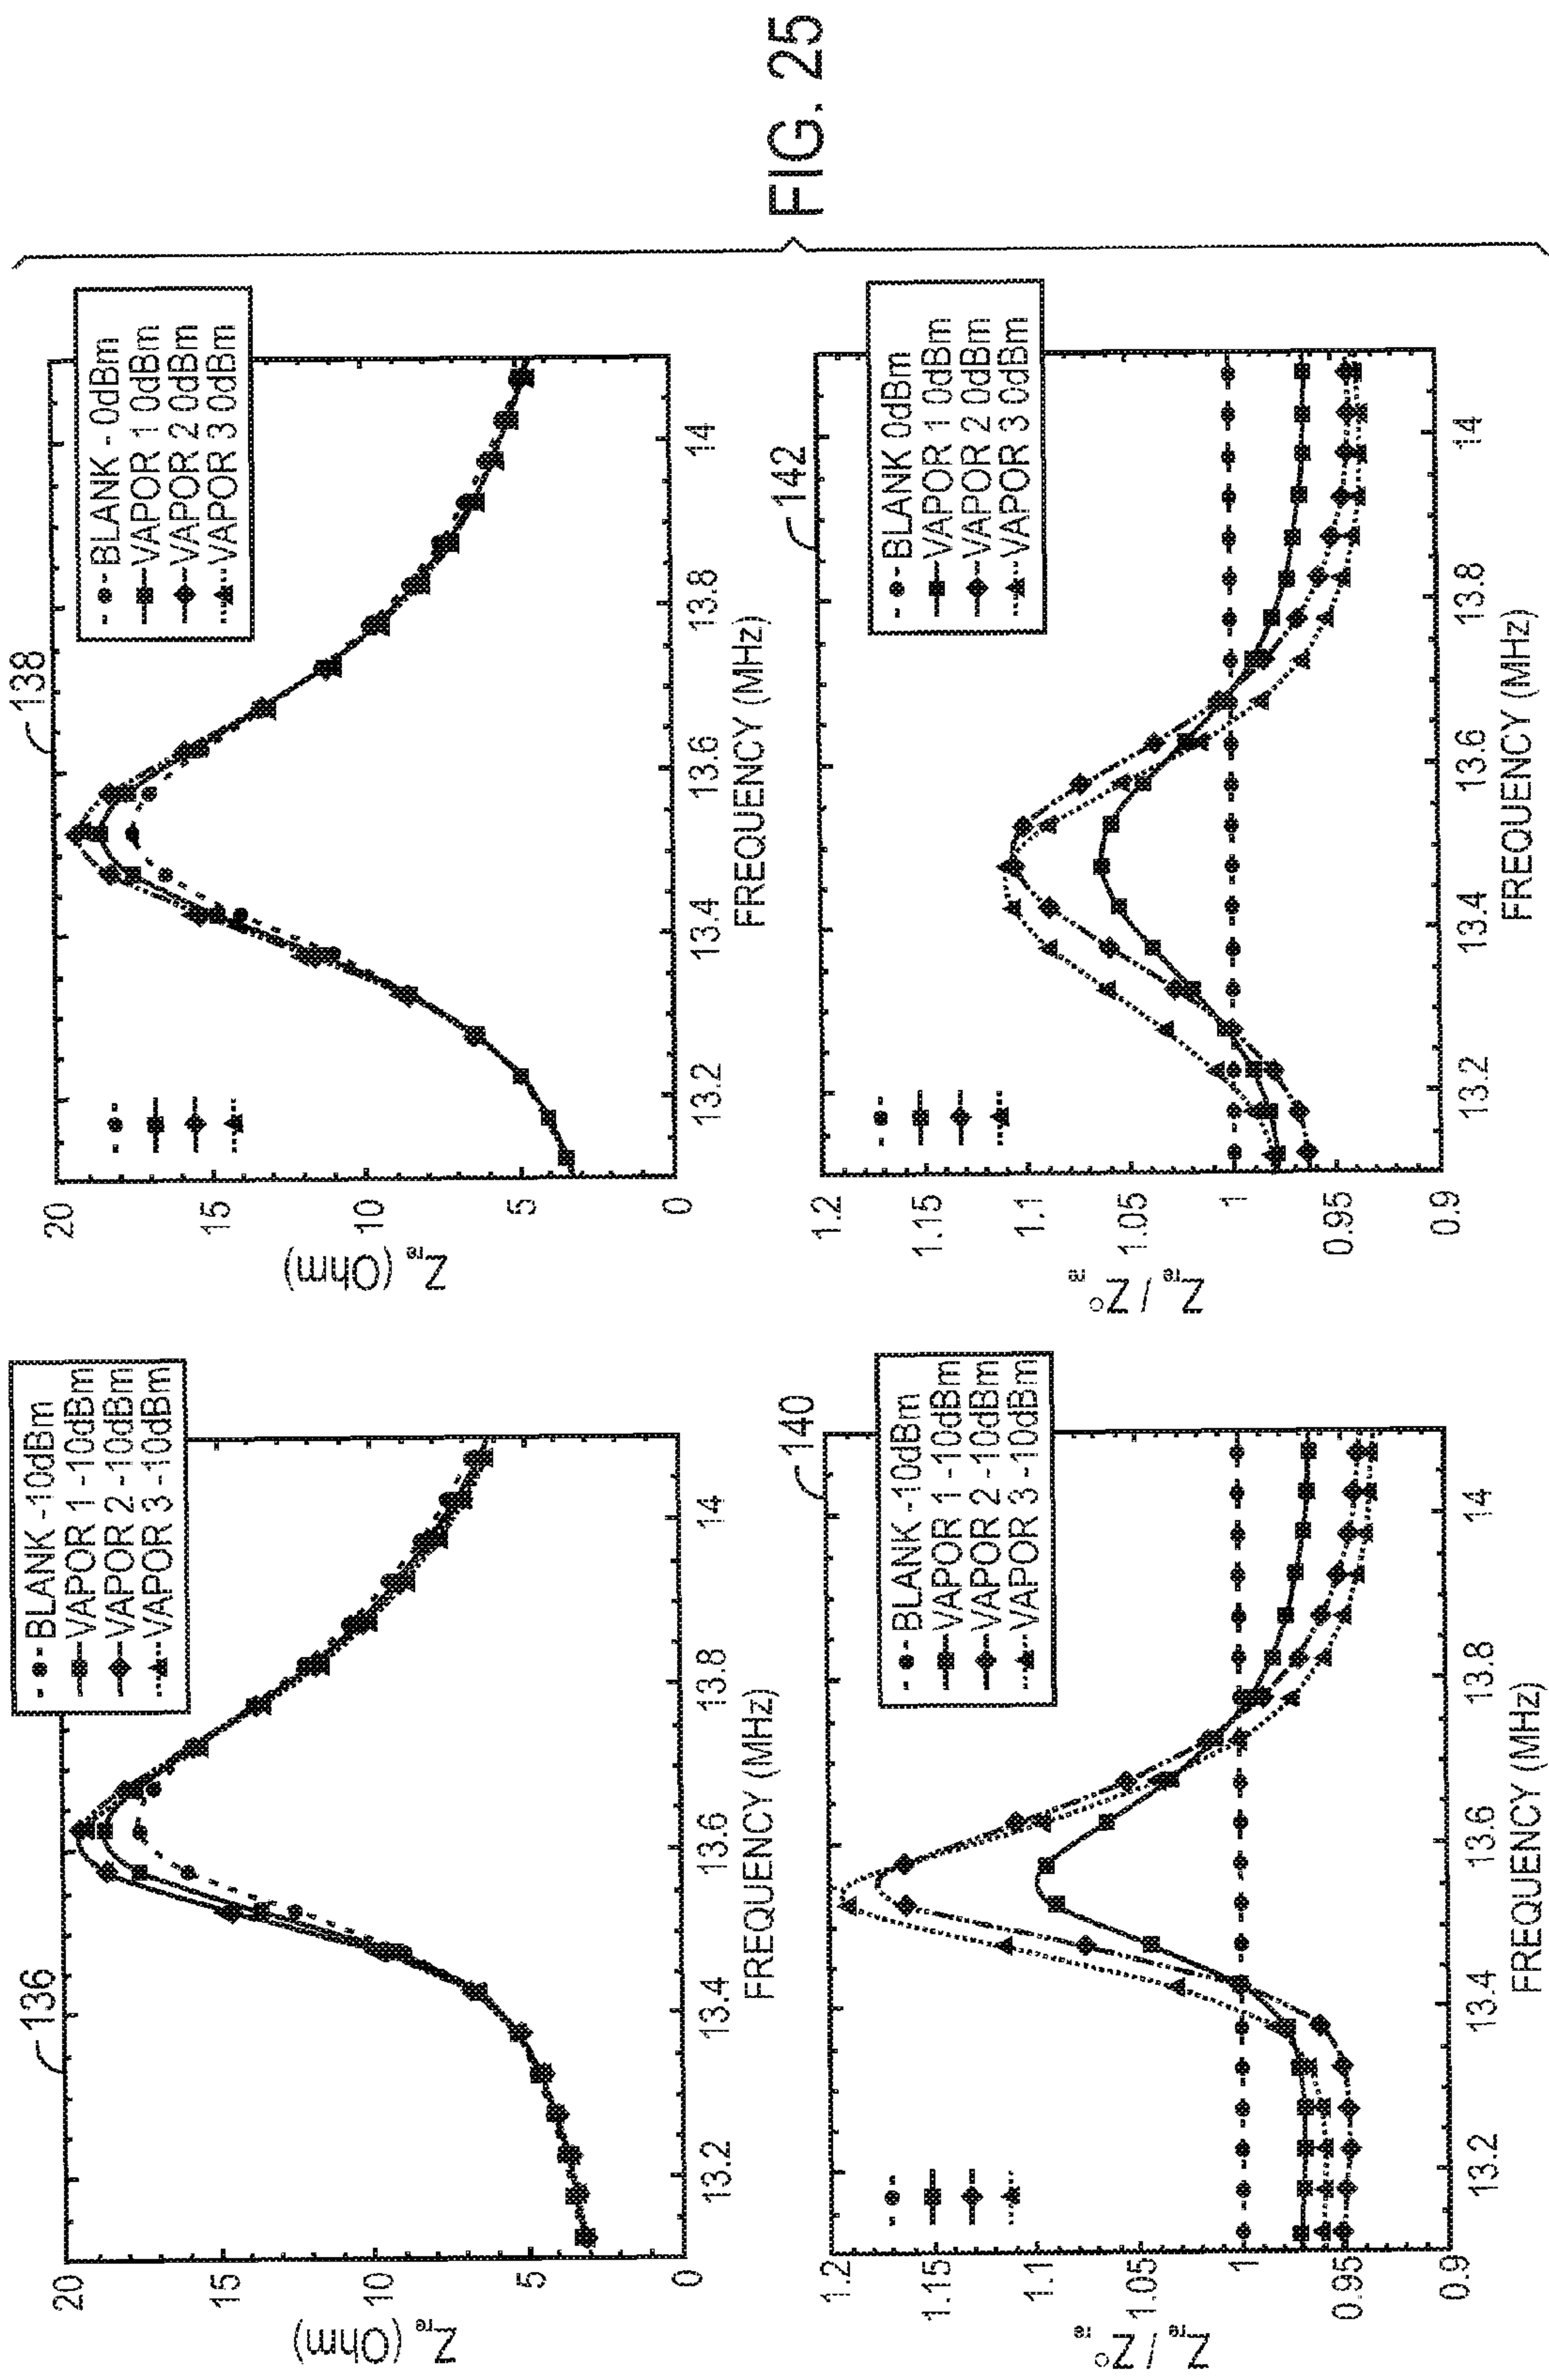 136
Z_re (Ohm)
20
15
10
5
0
13.2
13.4
13.6
13.8
14
FREQUENCY (MHz)
BLANK -10dBm
VAPOR 1 -10dBm
VAPOR 2 -10dBm
VAPOR 3 -10dBm
138
Z_re (Ohm)
20
15
10
5
0
13.2
13.4
13.6
13.8
14
FREQUENCY (MHz)
BLANK - 0dBm
VAPOR 1 0dBm
VAPOR 2 0dBm
VAPOR 3 0dBm
140
Z_re / Z°_re
1.2
1.15
1.1
1.05
1
0.95
0.9
13.2
13.4
13.6
13.8
14
FREQUENCY (MHz)
BLANK -10dBm
VAPOR 1 -10dBm
VAPOR 2 -10dBm
VAPOR 3 -10dBm
142
Z_re / Z°_re
1.2
1.15
1.1
1.05
1
0.95
0.9
13.2
13.4
13.6
13.8
14
FREQUENCY (MHz)
BLANK 0dBm
VAPOR 1 0dBm
VAPOR 2 0dBm
VAPOR 3 0dBm
FIG. 25